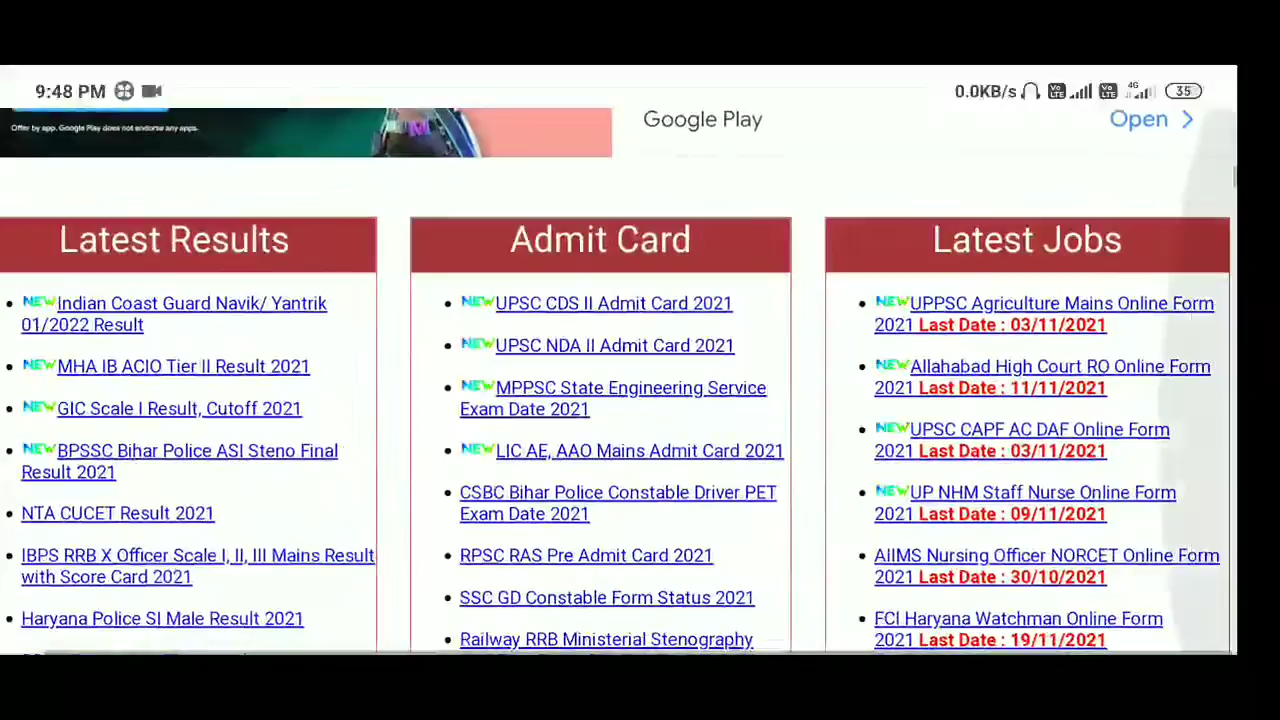 9:48 PM
0.0KB/s
Vo LTE
Vo LTE
4G
35
Offer by app. Google Play does not endorse any apps.
Google Play
Open
Latest Results
NEW Indian Coast Guard Navik/ Yantrik
01/2022 Result
NEW MHA IB ACIO Tier II Result 2021
NEW GIC Scale I Result, Cutoff 2021
NEW BPSSC Bihar Police ASI Steno Final
Result 2021
NTA CUCET Result 2021
IBPS RRB X Officer Scale I, II, III Mains Result
with Score Card 2021
Haryana Police SI Male Result 2021
Admit Card
NEW UPSC CDS II Admit Card 2021
NEW UPSC NDA II Admit Card 2021
NEW MPPSC State Engineering Service
Exam Date 2021
NEW LIC AE, AAO Mains Admit Card 2021
CSBC Bihar Police Constable Driver PET
Exam Date 2021
RPSC RAS Pre Admit Card 2021
SSC GD Constable Form Status 2021
Railway RRB Ministerial Stenography
Latest Jobs
NEW UPPSC Agriculture Mains Online Form
2021 Last Date : 03/11/2021
NEW Allahabad High Court RO Online Form
2021 Last Date : 11/11/2021
NEW UPSC CAPF AC DAF Online Form
2021 Last Date : 03/11/2021
NEW UP NHM Staff Nurse Online Form
2021 Last Date : 09/11/2021
AIIMS Nursing Officer NORCET Online Form
2021 Last Date : 30/10/2021
FCI Haryana Watchman Online Form
2021 Last Date : 19/11/2021